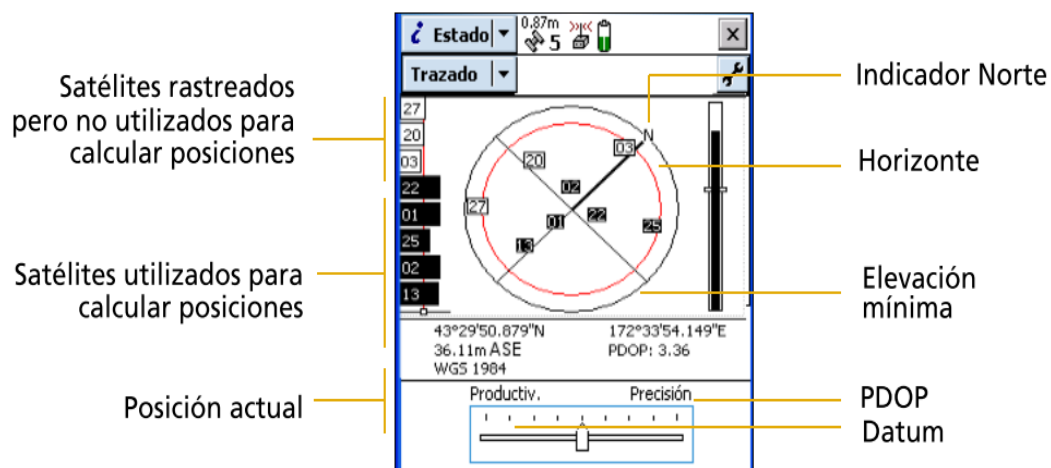 0.87m
Estado
5
Trazado
Satélites rastreados
pero no utilizados para
calcular posiciones
Indicador Norte
Horizonte
27
20
03
22
01
25
02
13
N
03
20
02
27
22
01
25
13
Satélites utilizados para
calcular posiciones
Elevación
mínima
43°29'50.879"N
172°33'54.149"E
36.11m ASE
PDOP: 3.36
WGS 1984
Posición actual
Productiv.
Precisión
PDOP
Datum